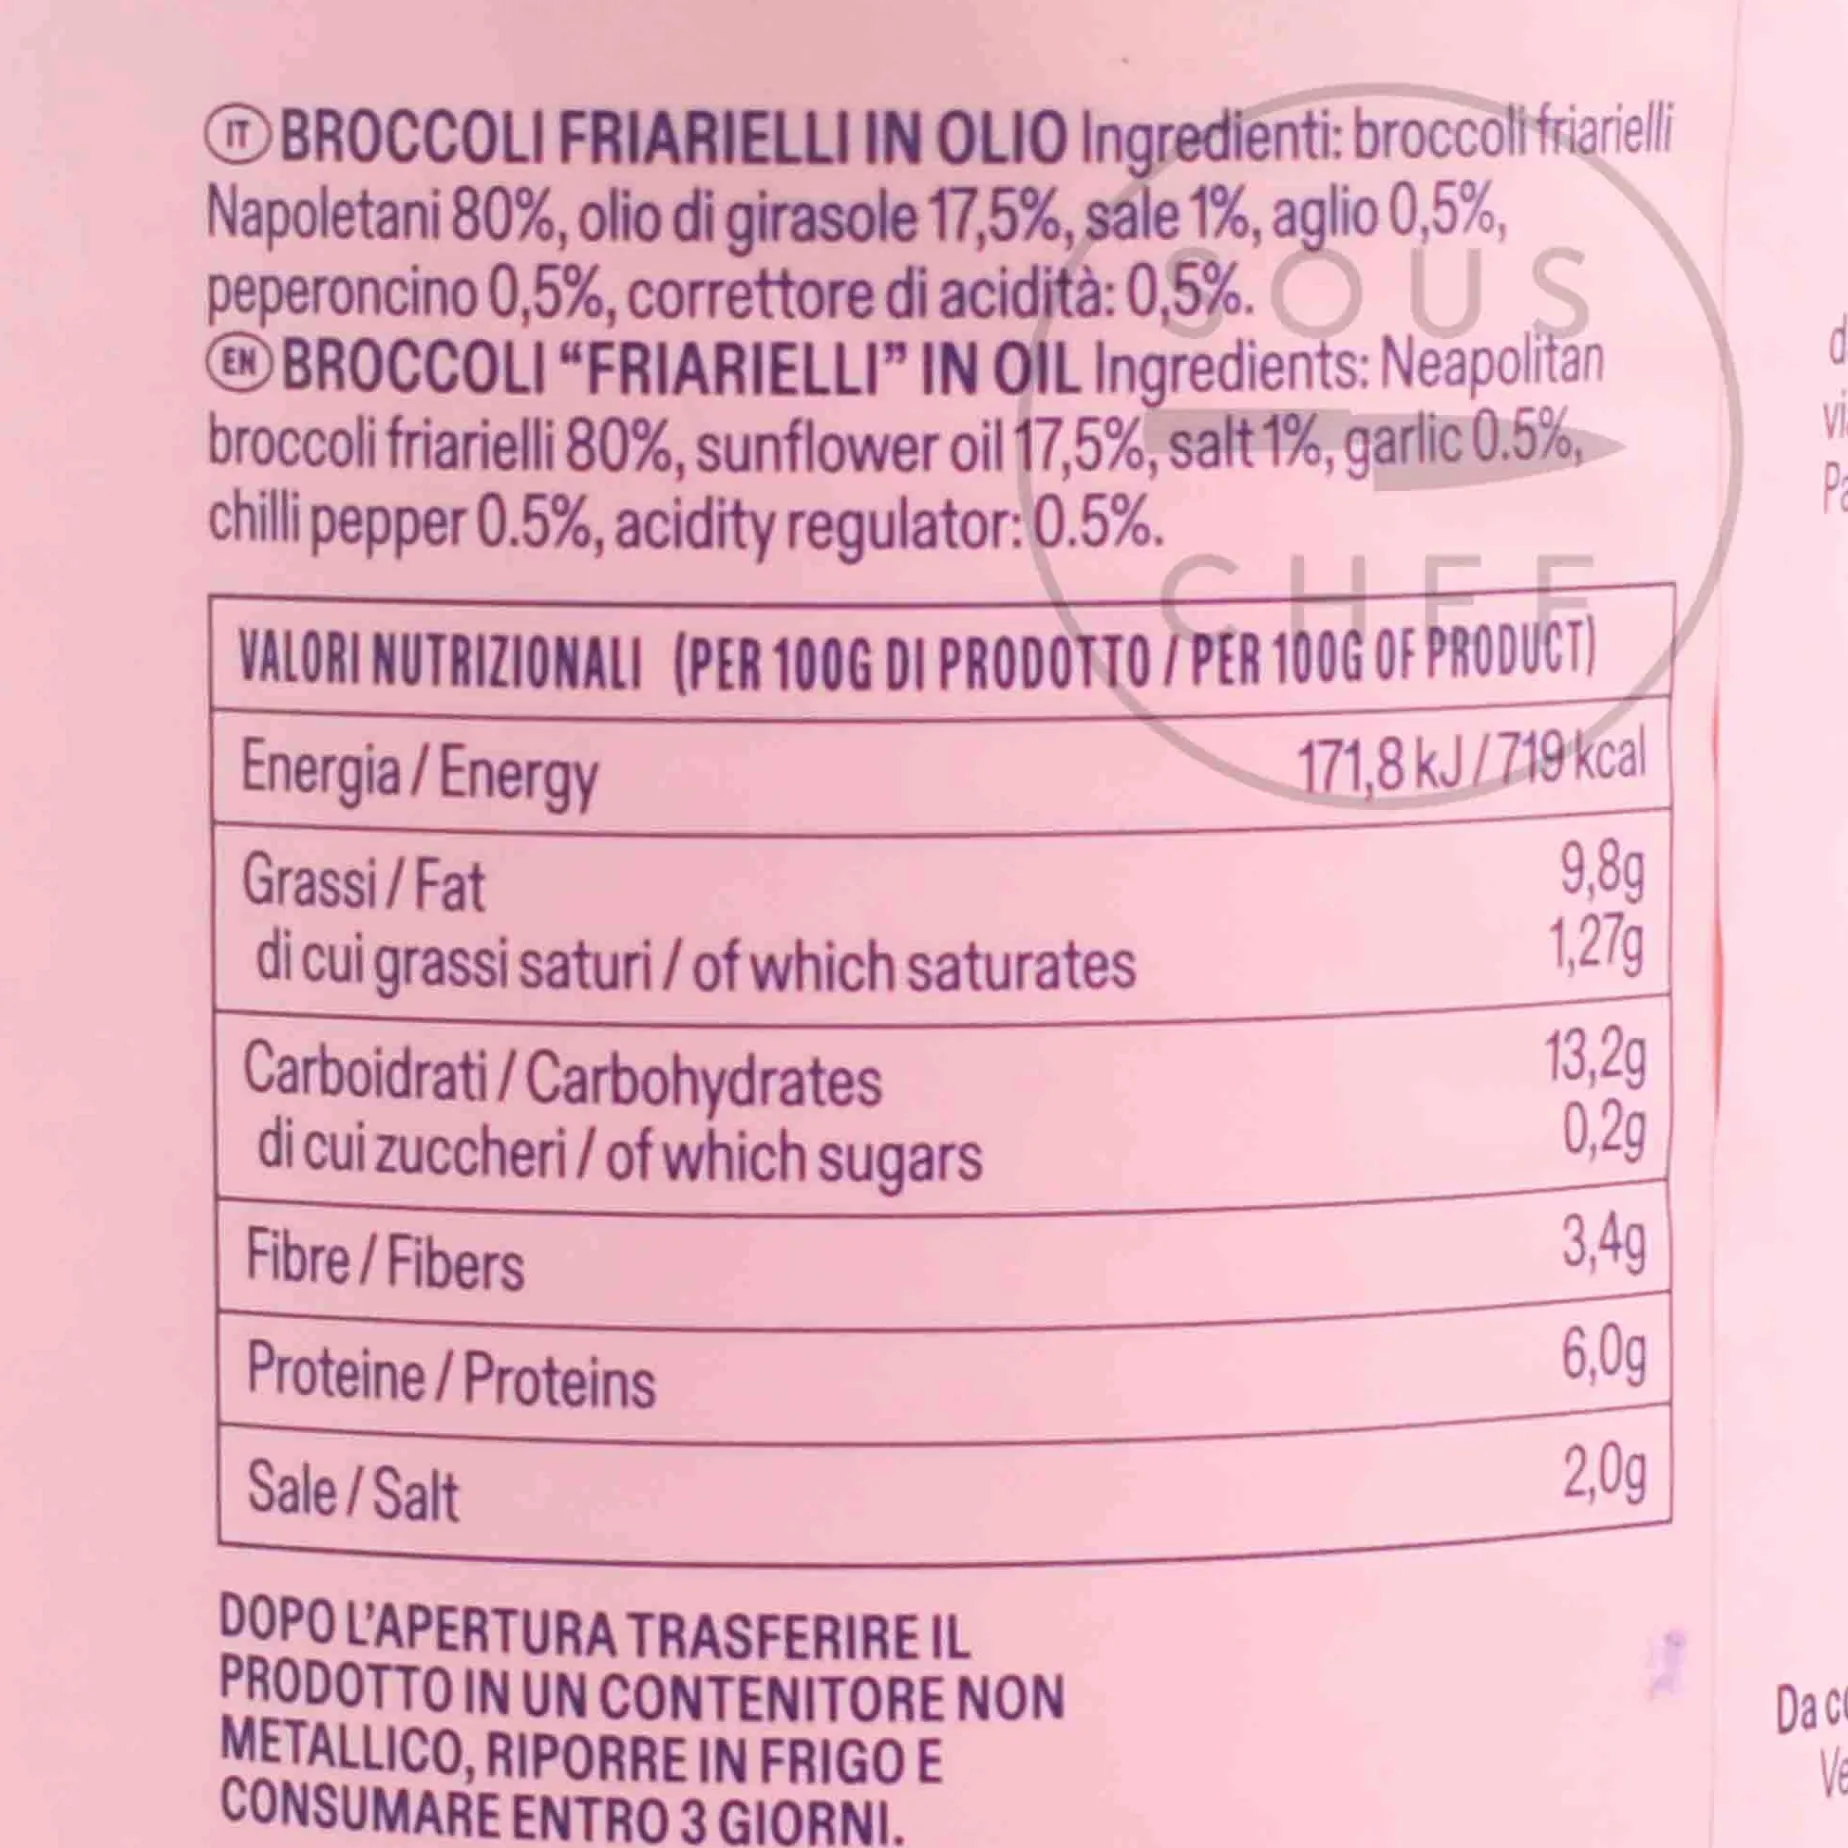 IT BROCCOLI FRIARIELLI IN OLIO Ingredienti: broccoli friarielli
Napoletani 80%, olio di girasole 17,5%, sale 1%, aglio 0,5%,
peperoncino 0,5%, correttore di acidità: 0,5%.
EN BROCCOLI “FRIARIELLI” IN OIL Ingredients: Neapolitan
broccoli friarielli 80%, sunflower oil 17,5%, salt 1%, garlic 0.5%,
chilli pepper 0.5%, acidity regulator: 0.5%.
SOUS
CHEF
VALORI NUTRIZIONALI (PER 100G DI PRODOTTO / PER 100G OF PRODUCT)
Energia / Energy 171,8 kJ / 719 kcal
Grassi / Fat 9,8g
di cui grassi saturi / of which saturates 1,27g
Carboidrati / Carbohydrates 13,2g
di cui zuccheri / of which sugars 0,2g
Fibre / Fibers 3,4g
Proteine / Proteins 6,0g
Sale / Salt 2,0g
DOPO L’APERTURA TRASFERIRE IL
PRODOTTO IN UN CONTENITORE NON
METALLICO, RIPORRE IN FRIGO E
CONSUMARE ENTRO 3 GIORNI.
Da